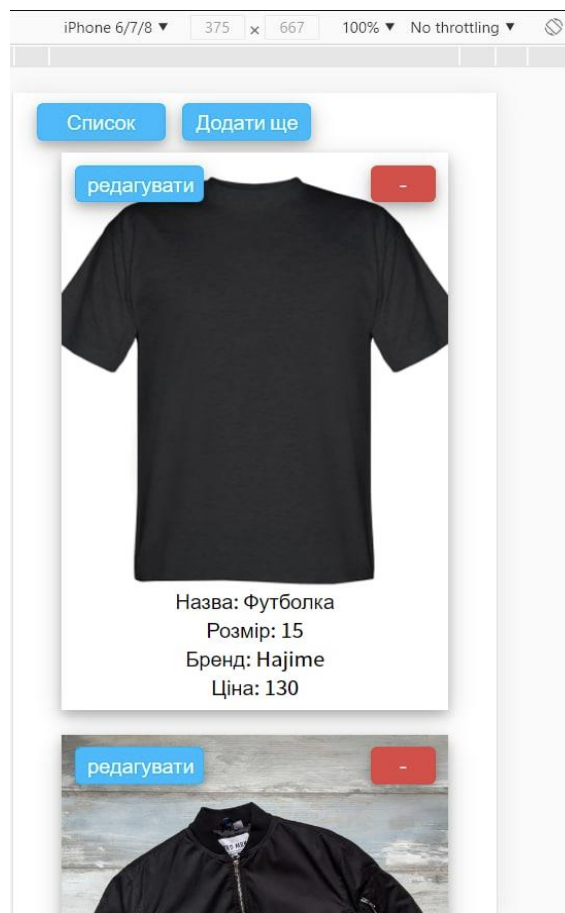 iPhone 6/7/8 ▼ 375 × 667 100% ▼ No throttling ▼
Список Додати ще
редагувати -
Назва: Футболка
Розмір: 15
Бренд: Hajime
Ціна: 130
редагувати -